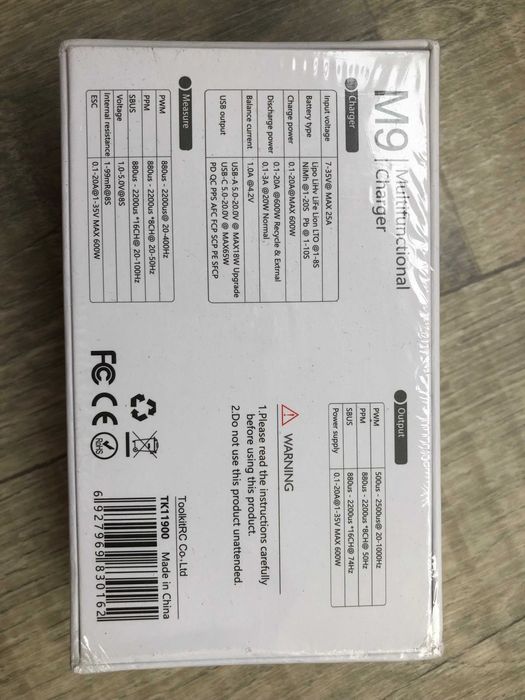 M9 Multifunctional
Charger
Charger
Input voltage 7-35V@ MAX 25A
Battery type Lipo LiHv LiFe Lion LTO @1-8S
NiMh @1-20S Pb @ 1-10S
Charge power 0.1-20A@MAX 600W
Discharge power 0.1-20A @600W Recycle & Extrnal
0.1-3A @20W Normal
Balance current 1.0A @4.2V
USB output USB-A 5.0-20.0V @ MAX18W Upgrade
USB-C 5.0-20.0V @ MAX65W
PD QC PPS AFC FCP SCP PE SFCP
Measure
PWM 880us - 2200us@ 20-400Hz
PPM 880us - 2200us *8CH@ 20-50Hz
SBUS 880us - 2200us *16CH@ 20-100Hz
Voltage 1.0-5.0V@8S
Internal resistance 1-99mR@8S
ESC 0.1-20A@1-35V MAX 600W
Output
PWM 500us - 2500us@ 20-1000Hz
PPM 880us - 2200us *8CH@ 50Hz
SBUS 880us - 2200us *16CH@ 74Hz
Power supply 0.1-20A@1-35V MAX 600W
WARNING
1.Please read the instructions carefully
before using this product.
2.Do not use this product unattended.
FC CE RoHS
ToolkitRC Co.,Ltd
TK111900 Made in China
6927969830162